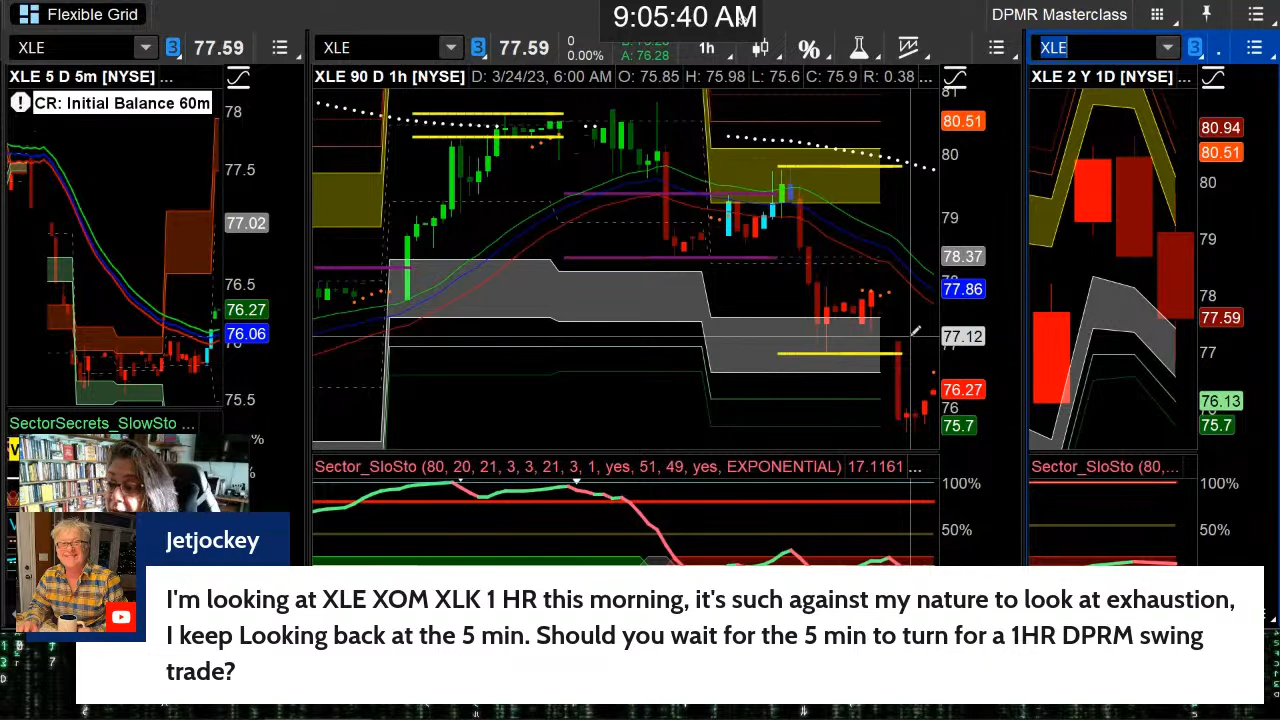 Flexible Grid
9:05:40 AM
DPMR Masterclass
XLE
3
77.59
XLE
3
77.59
0
0.00%
A: 76.28
1h
XLE
3
XLE 5 D 5m [NYSE] ...
XLE 90 D 1h [NYSE]
D: 3/24/23, 6:00 AM
O: 75.85
H: 75.98
L: 75.6
C: 75.9
R: 0.38
...
XLE 2 Y 1D [NYSE] ...
CR: Initial Balance 60m
78
77.5
77.02
76.5
76.27
76.06
75.5
81
80.51
80
79
78.37
77.86
77.12
76.27
76
75.7
80.94
80.51
80
79
78
77.59
77
76.13
75.7
SectorSecrets_SlowSto ...
Sector_SloSto (80, 20, 21, 3, 3, 21, 3, 1, yes, 51, 49, yes, EXPONENTIAL)
17.1161
...
Sector_SloSto (80,...
100%
50%
100%
50%
Jetjockey
I'm looking at XLE XOM XLK 1 HR this morning, it's such against my nature to look at exhaustion,
I keep Looking back at the 5 min. Should you wait for the 5 min to turn for a 1HR DPRM swing
trade?